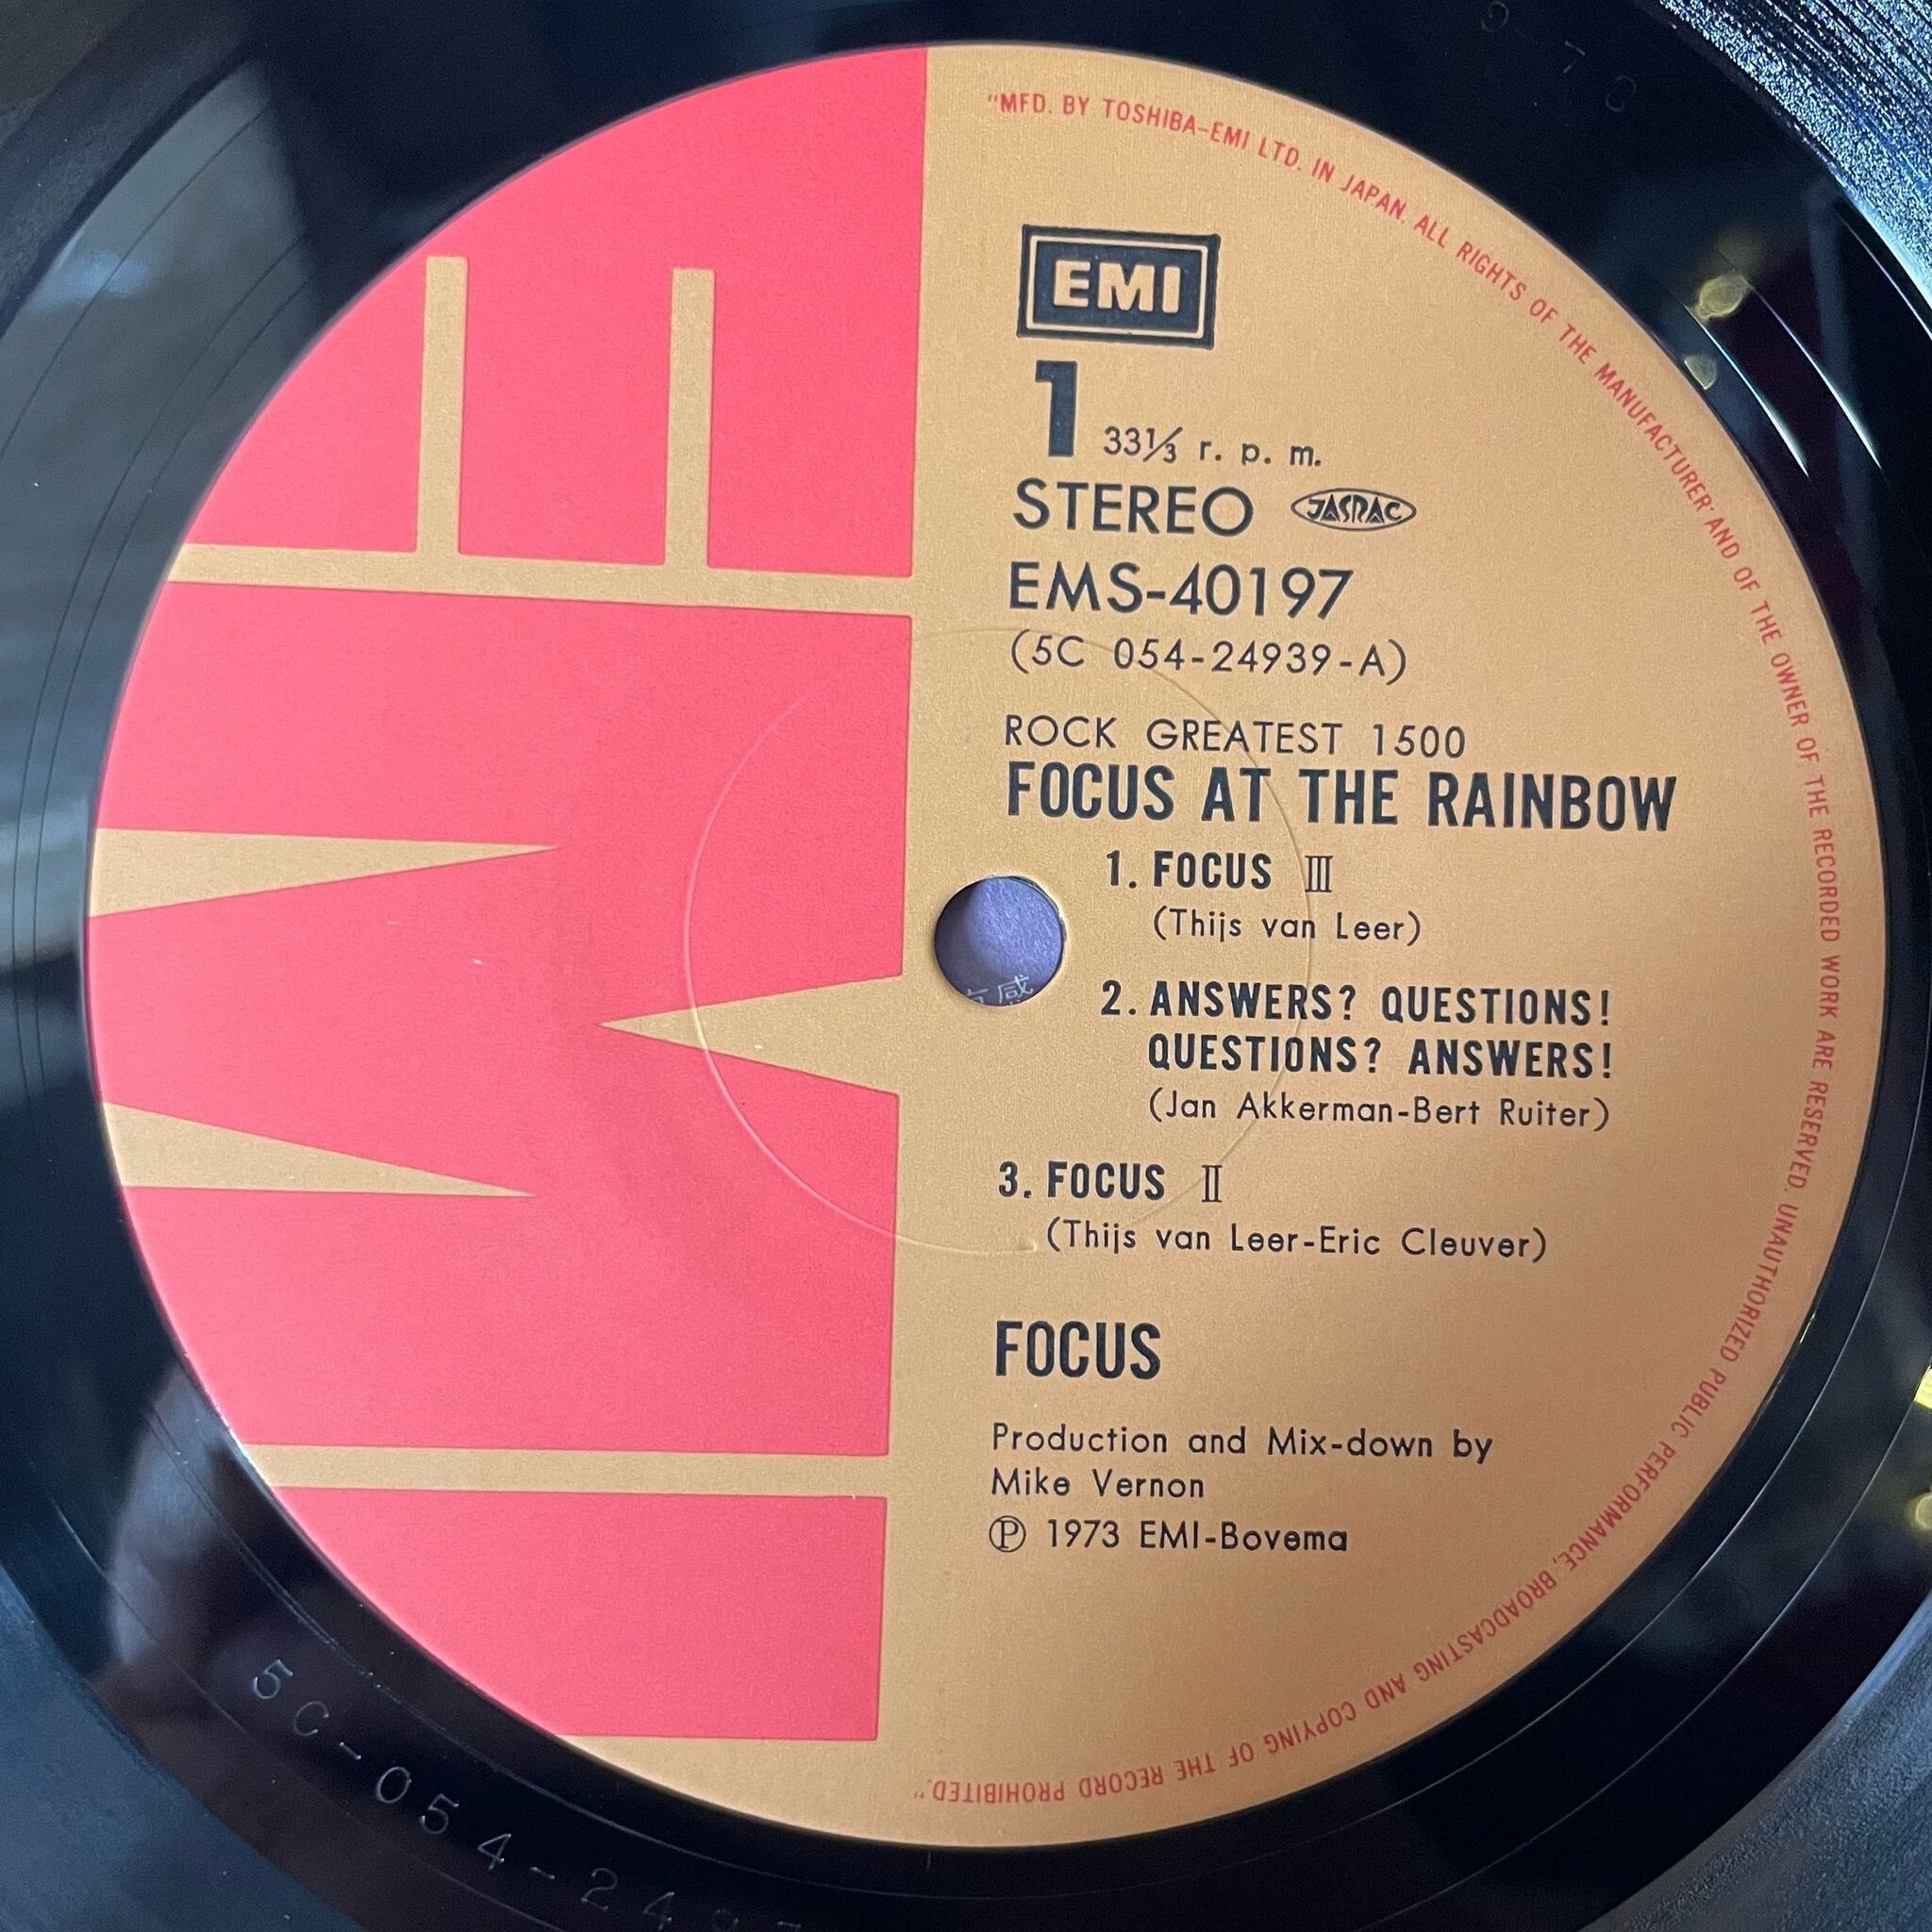 "MFD. BY TOSHIBA-EMI LTD. IN JAPAN. ALL RIGHTS OF THE MANUFACTURER AND OF THE OWNER OF THE RECORDED WORK ARE RESERVED. UNAUTHORIZED PUBLIC PERFORMANCE, BROADCASTING AND COPYING OF THE RECORD PROHIBITED."
EMI
EMI
1 33⅓ r. p. m.
STEREO JASRAC
EMS-40197
(5C 054-24939-A)
ROCK GREATEST 1500
FOCUS AT THE RAINBOW
1. FOCUS Ⅲ
(Thijs van Leer)
2. ANSWERS? QUESTIONS!
QUESTIONS? ANSWERS!
(Jan Akkerman-Bert Ruiter)
3. FOCUS Ⅱ
(Thijs van Leer-Eric Cleuver)
FOCUS
Production and Mix-down by
Mike Vernon
Ⓟ 1973 EMI-Bovema